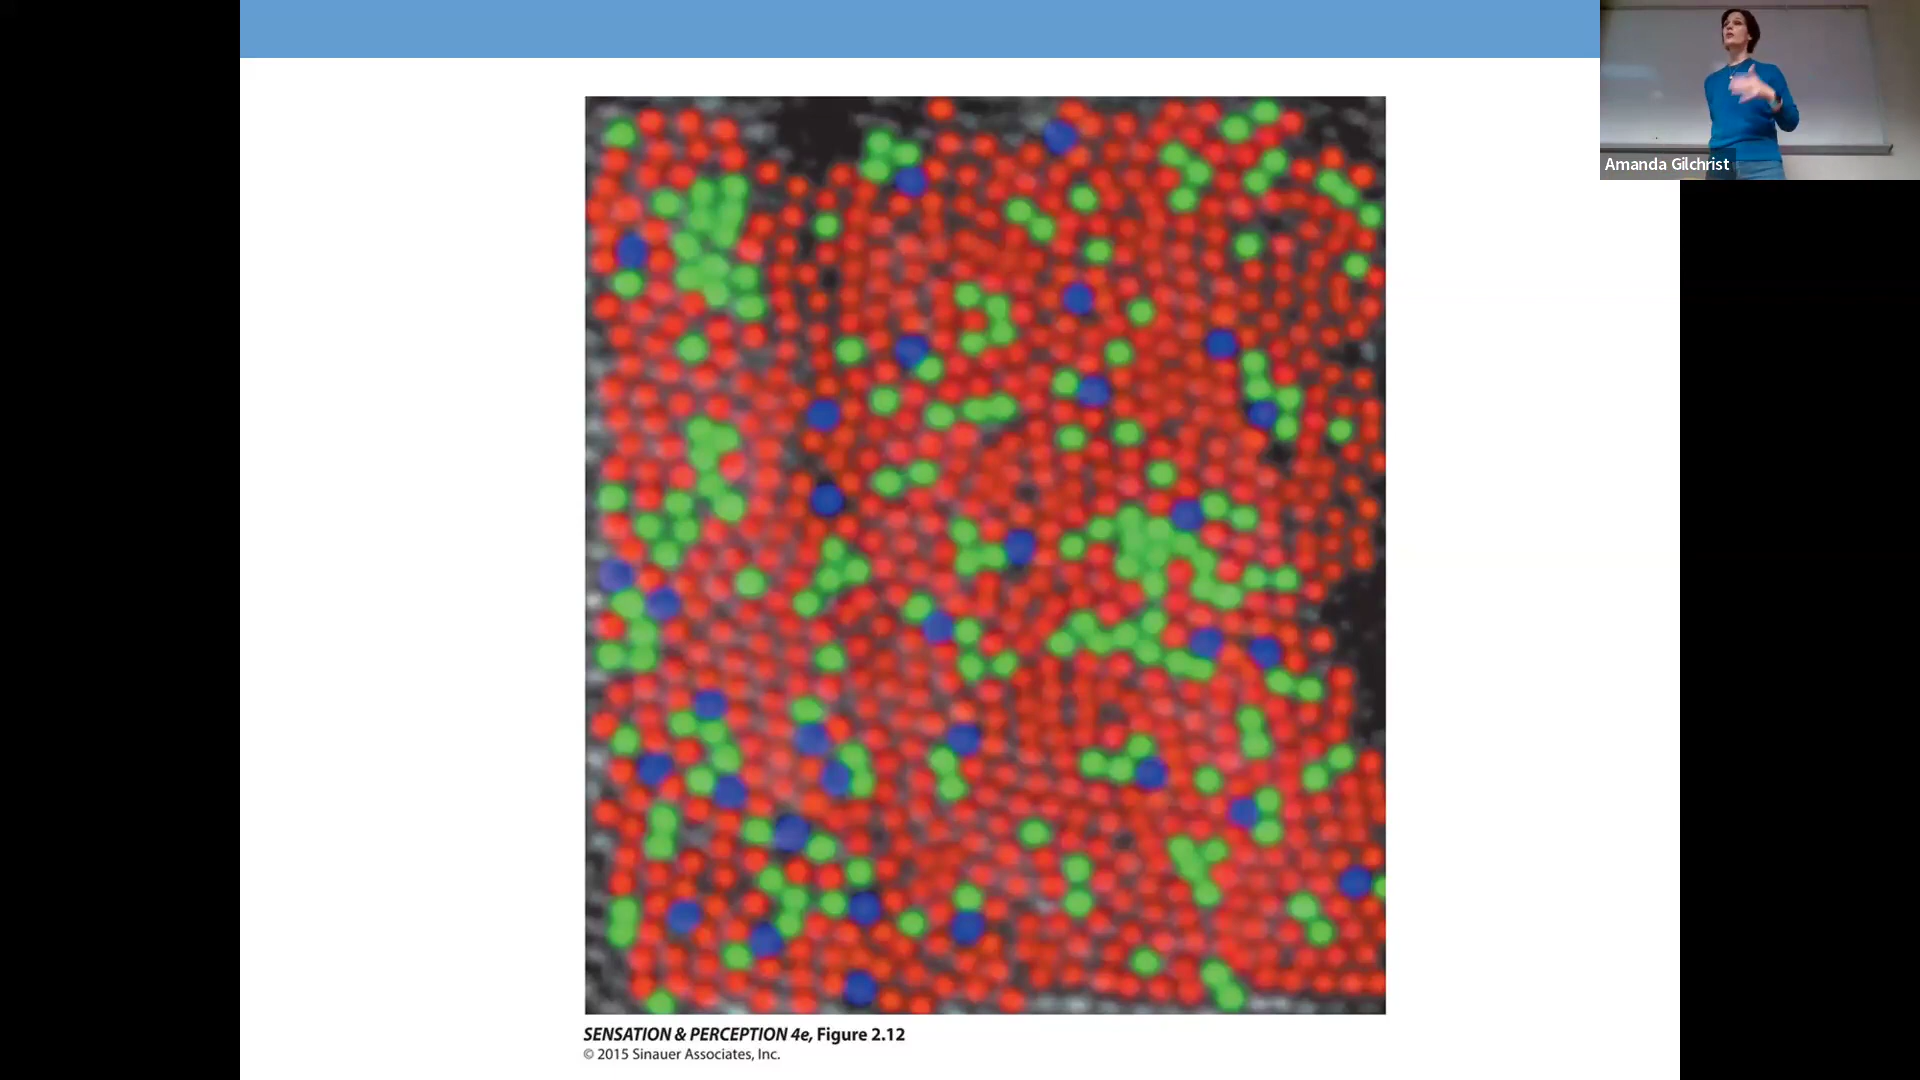 Amanda Gilchrist
SENSATION & PERCEPTION 4e, Figure 2.12
© 2015 Sinauer Associates, Inc.